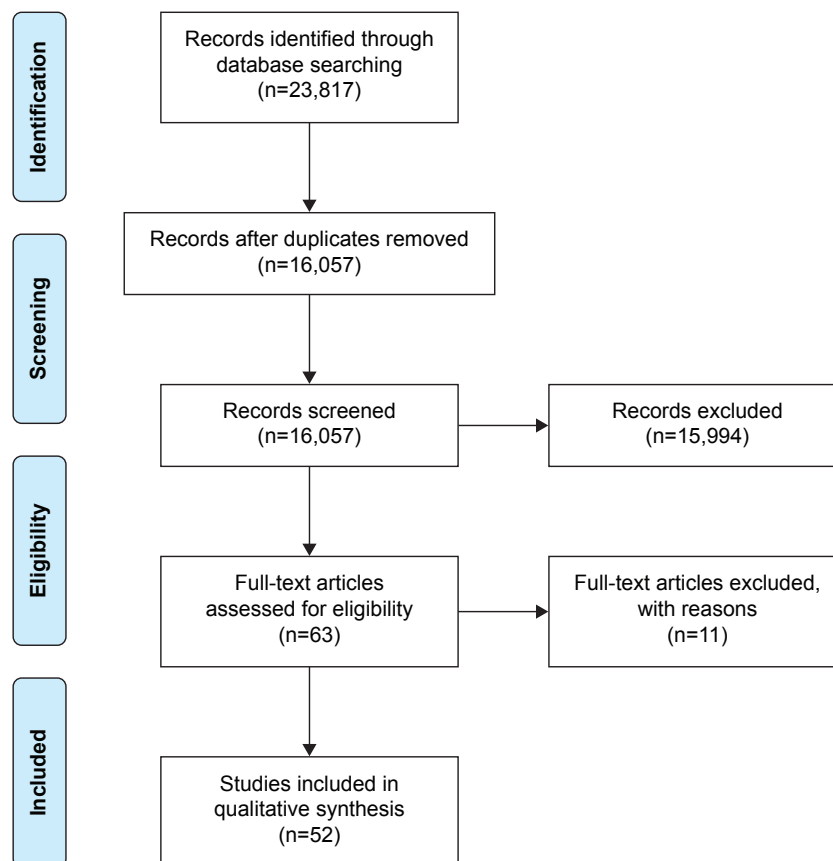 Identification
Records identified through
database searching
(n=23,817)
Records after duplicates removed
(n=16,057)
Screening
Records screened
(n=16,057)
Records excluded
(n=15,994)
Eligibility
Full-text articles
assessed for eligibility
(n=63)
Full-text articles excluded,
with reasons
(n=11)
Included
Studies included in
qualitative synthesis
(n=52)